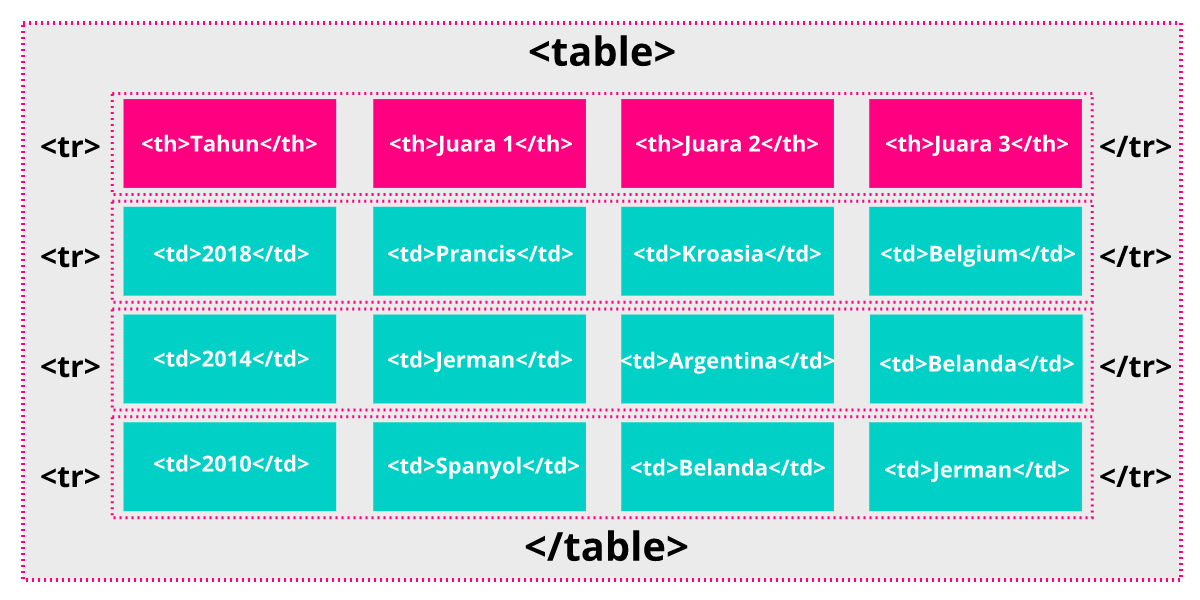 <table>
<tr> <th>Tahun</th> <th>Juara 1</th> <th>Juara 2</th> <th>Juara 3</th> </tr>
<tr> <td>2018</td> <td>Prancis</td> <td>Kroasia</td> <td>Belgium</td> </tr>
<tr> <td>2014</td> <td>Jerman</td> <td>Argentina</td> <td>Belanda</td> </tr>
<tr> <td>2010</td> <td>Spanyol</td> <td>Belanda</td> <td>Jerman</td> </tr>
</table>